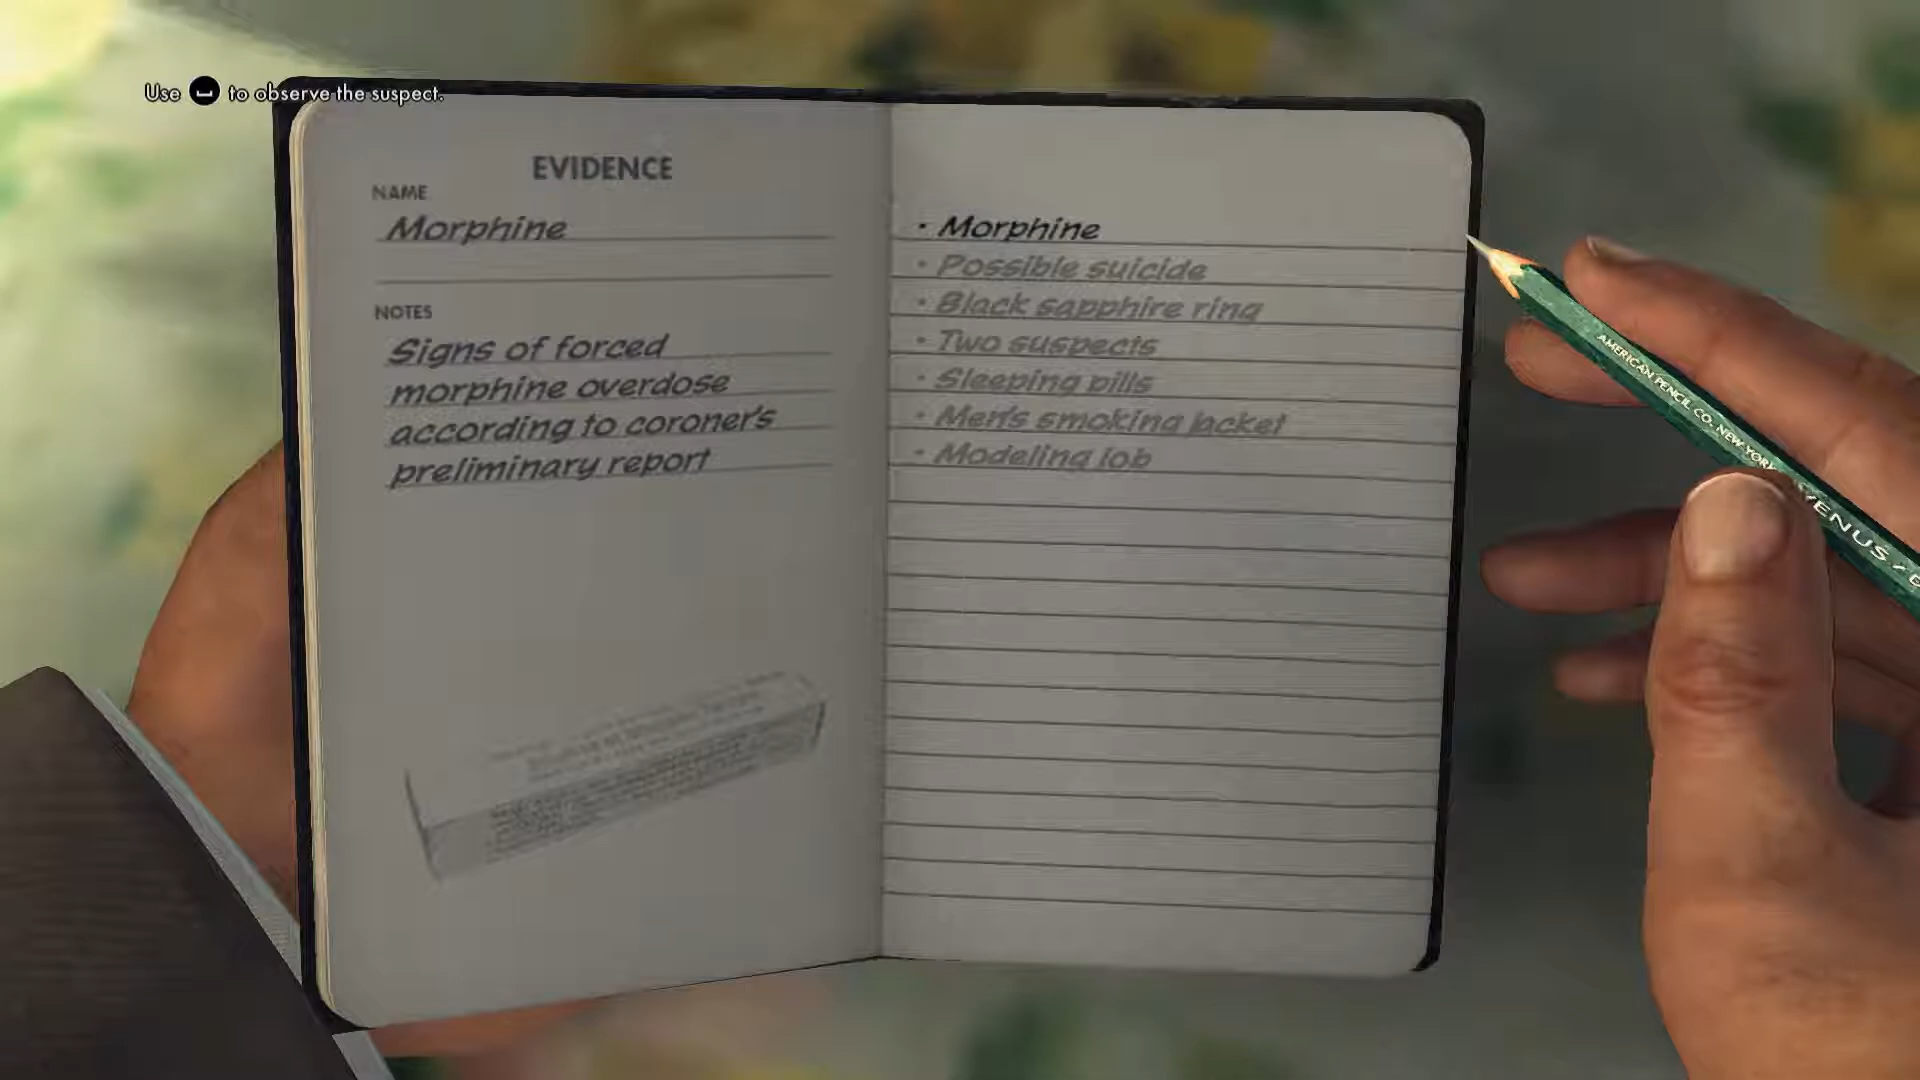 Use to observe the suspect.
EVIDENCE
NAME
Morphine
NOTES
Signs of forced
morphine overdose
according to coroner's
preliminary report
• Morphine
• Possible suicide
• Black sapphire ring
• Two suspects
• Sleeping pills
• Men's smoking jacket
• Modeling job
AMERICAN PENCIL CO. NEW YORK
VENUS